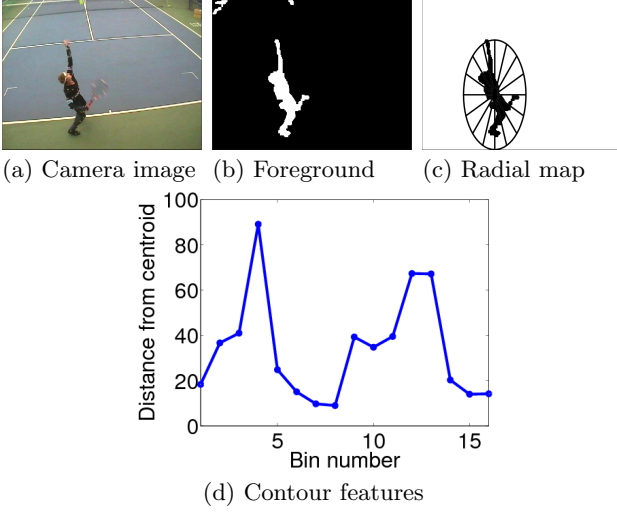 (a) Camera image (b) Foreground (c) Radial map
100
80
60
40
20
0
Distance from centroid
5 10 15
Bin number
(d) Contour features